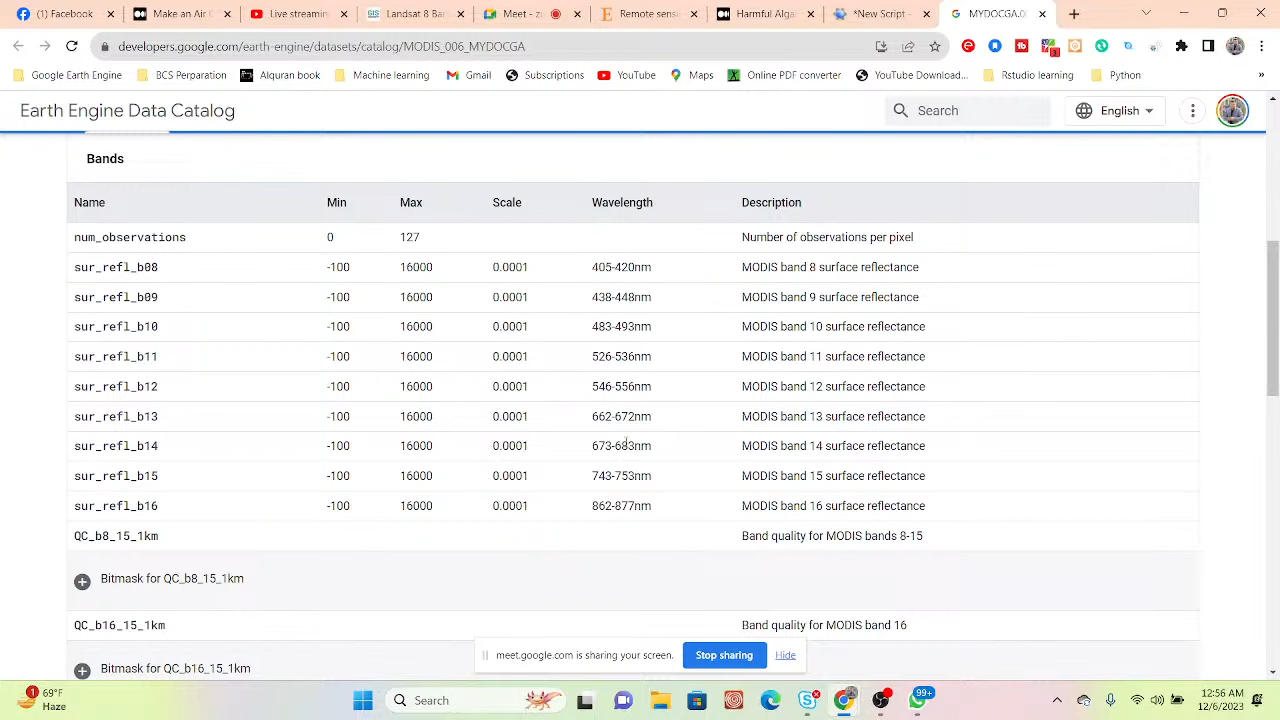 Facebook
Make an Air Q
Live streami
GIS
Landsat 8 Ba
Meet - zu
Remote sens
Harmful Alga
*New Script -
MYDOCGA.0
developers.google.com/earth-engine/datasets/catalog/MODIS_006_MYDOCGA
3
Google Earth Engine
BCS Perparation
Alquran book
Machine learning
Gmail
Subscriptions
YouTube
Maps
Online PDF converter
YouTube Download...
Rstudio learning
Python
»
Earth Engine Data Catalog
Search
English
Bands
Name Min Max Scale Wavelength Description
num_observations 0 127 Number of observations per pixel
sur_refl_b08 -100 16000 0.0001 405-420nm MODIS band 8 surface reflectance
sur_refl_b09 -100 16000 0.0001 438-448nm MODIS band 9 surface reflectance
sur_refl_b10 -100 16000 0.0001 483-493nm MODIS band 10 surface reflectance
sur_refl_b11 -100 16000 0.0001 526-536nm MODIS band 11 surface reflectance
sur_refl_b12 -100 16000 0.0001 546-556nm MODIS band 12 surface reflectance
sur_refl_b13 -100 16000 0.0001 662-672nm MODIS band 13 surface reflectance
sur_refl_b14 -100 16000 0.0001 673-683nm MODIS band 14 surface reflectance
sur_refl_b15 -100 16000 0.0001 743-753nm MODIS band 15 surface reflectance
sur_refl_b16 -100 16000 0.0001 862-877nm MODIS band 16 surface reflectance
QC_b8_15_1km Band quality for MODIS bands 8-15
Bitmask for QC_b8_15_1km
QC_b16_15_1km Band quality for MODIS band 16
meet.google.com is sharing your screen. Stop sharing Hide
Bitmask for QC_b16_15_1km
1
69°F
Haze
Search
99+
12:56 AM
12/6/2023